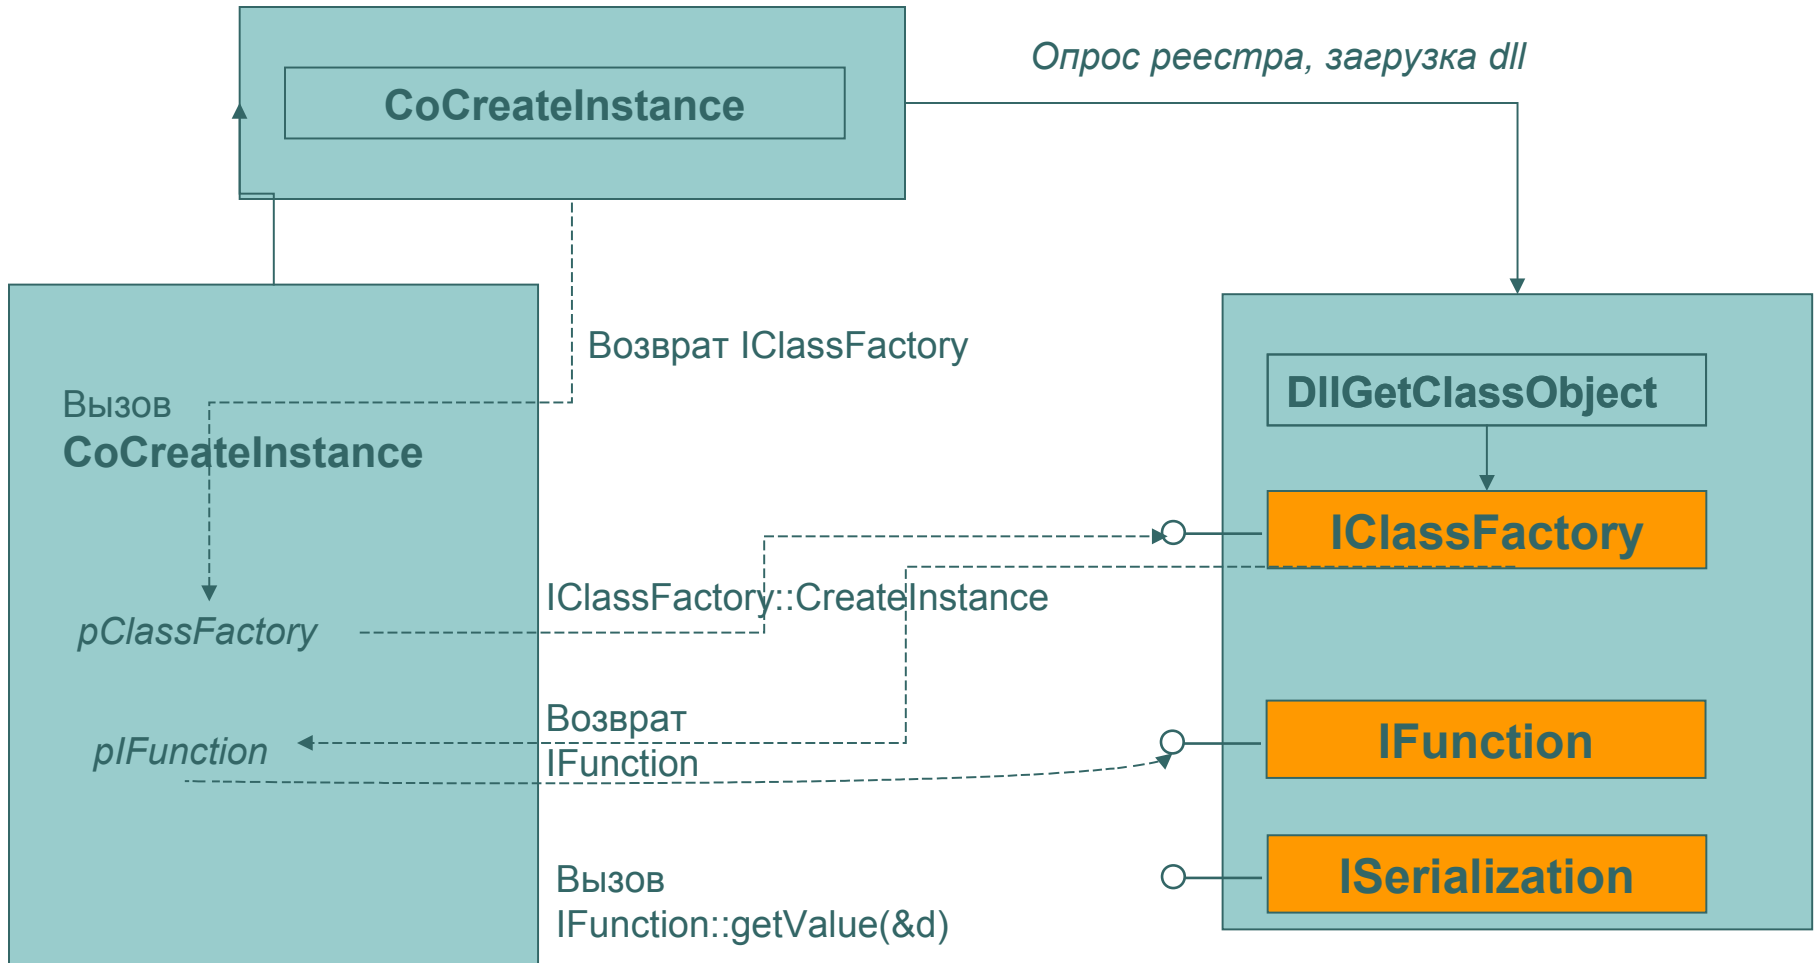 Опрос реестра, загрузка dll
CoCreateInstance
Возврат IClassFactory
Вызов
CoCreateInstance
DllGetClassObject
IClassFactory
IClassFactory::CreateInstance
pClassFactory
Возврат
IFunction
pIFunction
IFunction
ISerialization
Вызов
IFunction::getValue(&d)